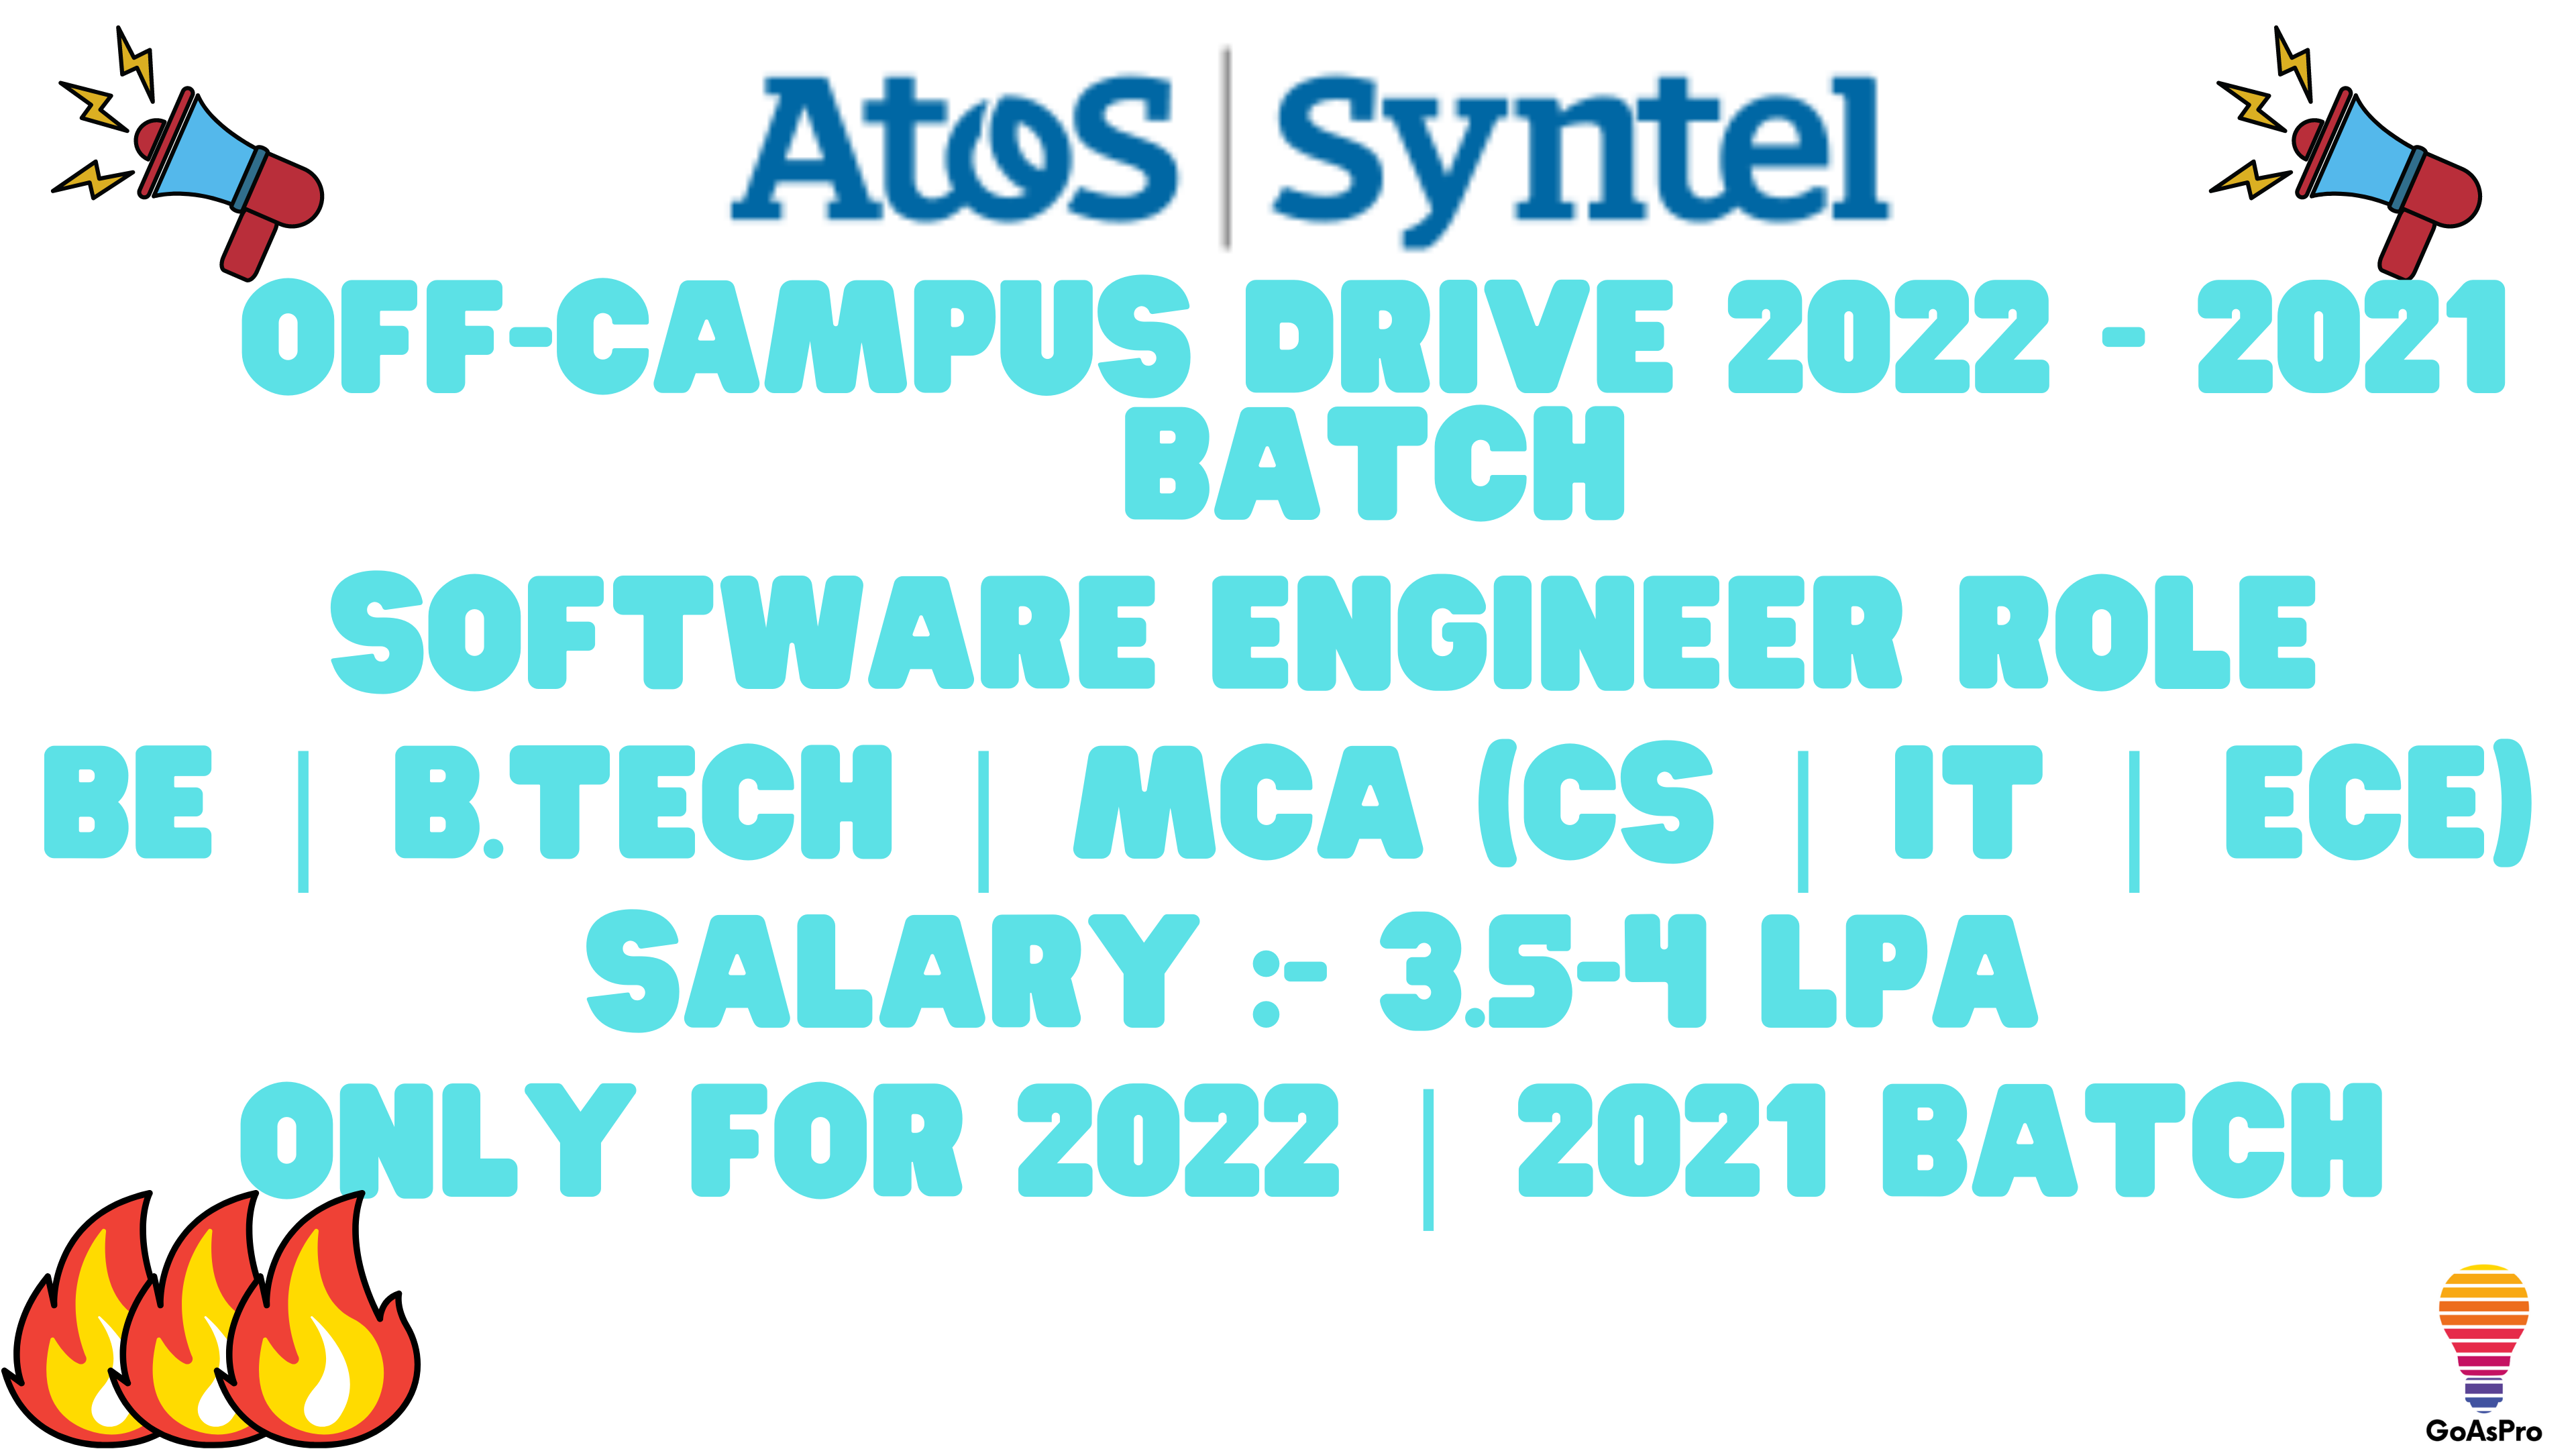 Atos | Syntel
OFF-CAMPUS DRIVE 2022 - 2021
BATCH
SOFTWARE ENGINEER ROLE
BE | B.TECH | MCA (CS | IT | ECE)
SALARY :- 3.5-4 LPA
ONLY FOR 2022 | 2021 BATCH
GoAsPro